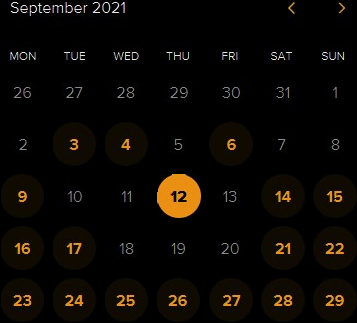 September 2021 < >
MON TUE WED THU FRI SAT SUN
26 27 28 29 30 31 1
2 3 4 5 6 7 8
9 10 11 12 13 14 15
16 17 18 19 20 21 22
23 24 25 26 27 28 29